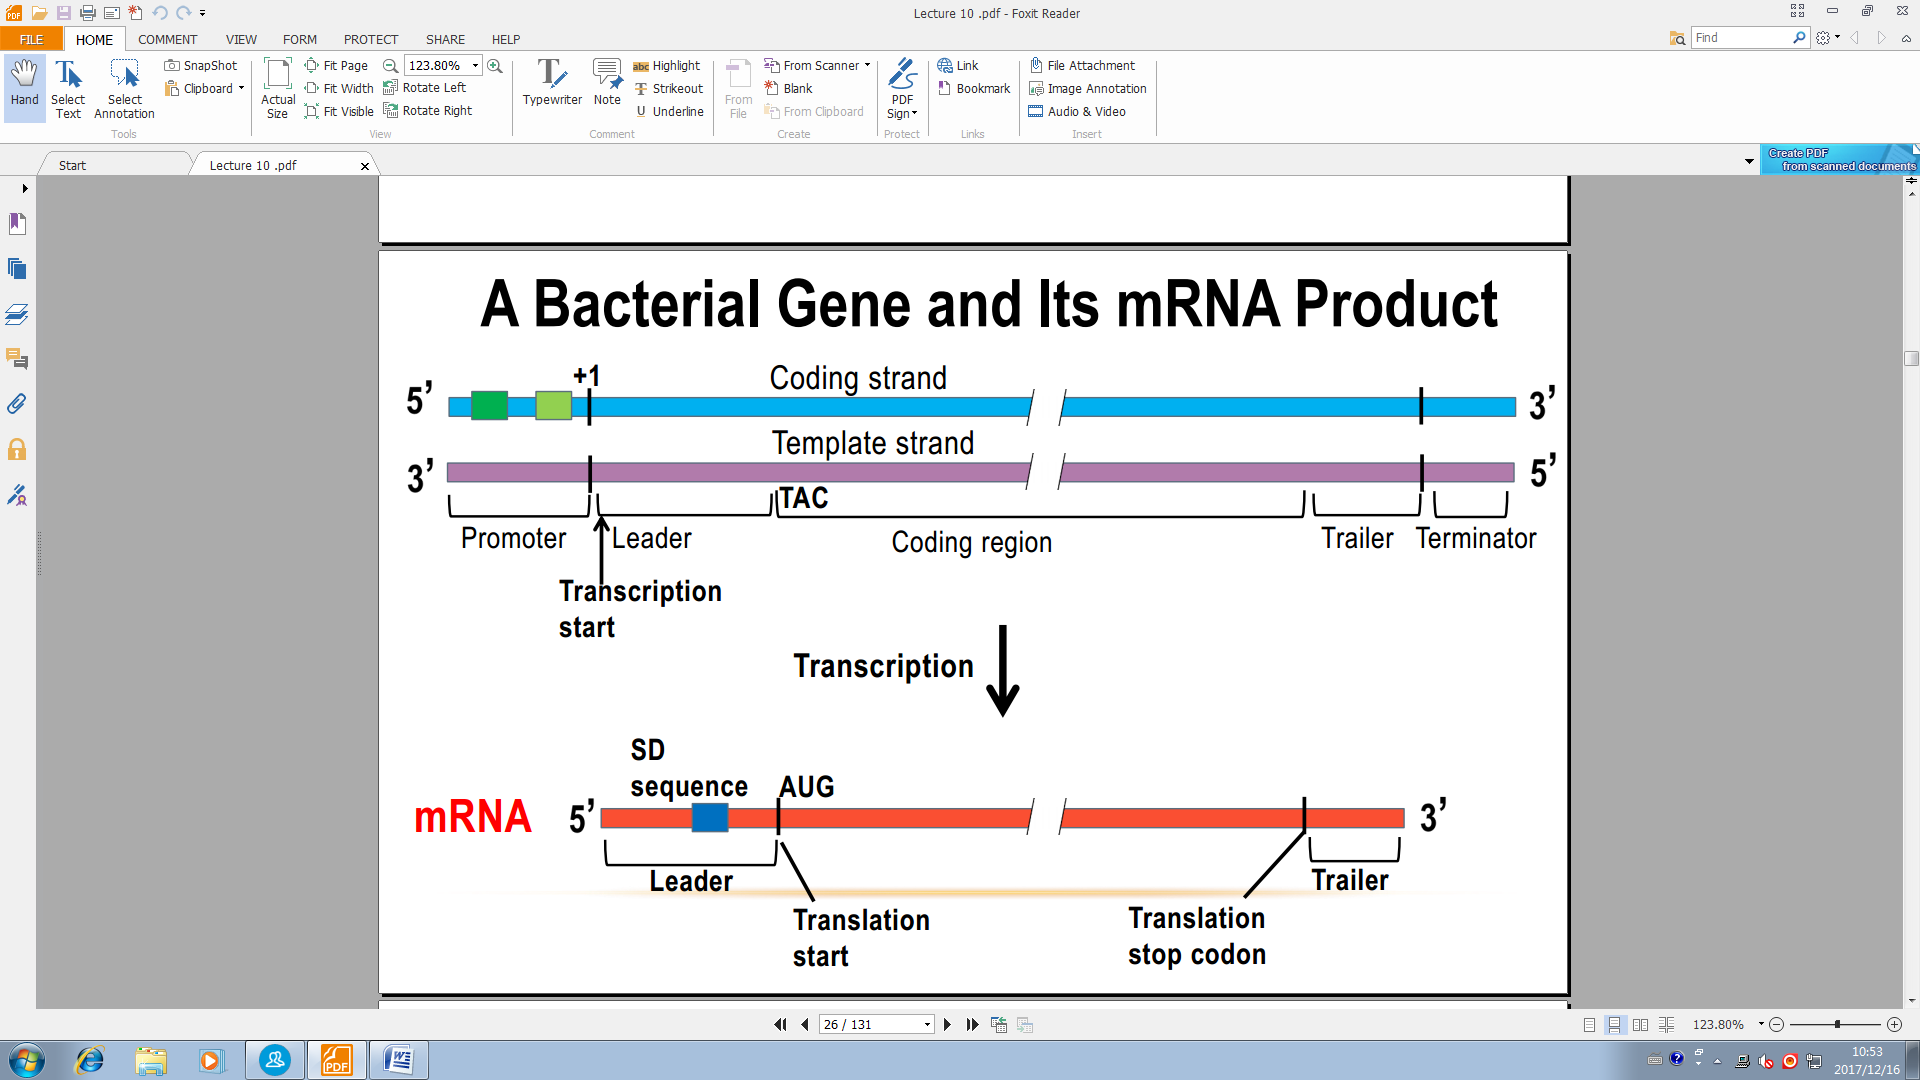 Lecture 10 .pdf - Foxit Reader
FILE HOME COMMENT VIEW FORM PROTECT SHARE HELP
Find
Hand
Select Text
Select Annotation
SnapShot
Clipboard
Tools
Actual Size
Fit Page
Fit Width
Fit Visible
123.80%
Rotate Left
Rotate Right
View
Typewriter
Note
abc Highlight
Strikeout
Underline
Comment
From File
From Scanner
Blank
From Clipboard
Create
PDF Sign
Protect
Link
Bookmark
Links
File Attachment
Image Annotation
Audio & Video
Insert
Start
Lecture 10 .pdf
Create PDF
from scanned documents
A Bacterial Gene and Its mRNA Product
+1
Coding strand
5’ 3’
Template strand
3’ 5’
TAC
Promoter Leader Coding region Trailer Terminator
Transcription
start
Transcription
SD
sequence AUG
mRNA 5’ 3’
Leader Trailer
Translation
start
Translation
stop codon
26 / 131
123.80%
PDF
10:53
2017/12/16